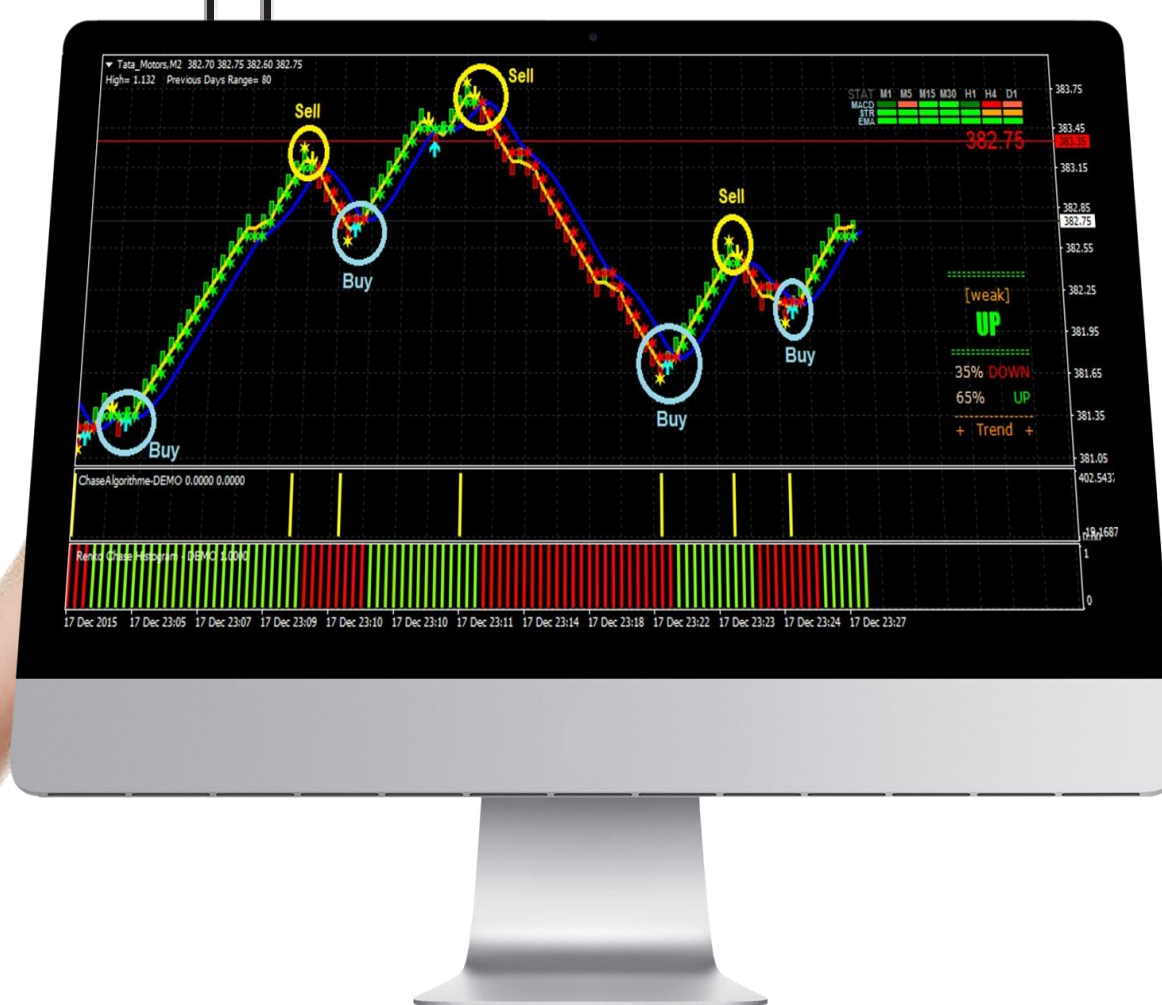 Tata_Motors,M2 382.70 382.75 382.60 382.75
High= 1.132 Previous Days Range= 80
Sell
Sell
STAT M1 M5 M15 M30 H1 H4 D1
MACD
STR
EMA
383.75
383.45
382.75
383.35
383.15
Sell
382.85
382.75
382.55
Buy
382.25
[weak]
UP
381.95
Buy
35% DOWN
381.65
65% UP
Buy
381.35
+ Trend +
Buy
381.05
ChaseAlgorithme-DEMO 0.0000 0.0000
402.5437
-19.1687
Renko Chase Histogram - DEMO 1.0000
1
0
17 Dec 2015 17 Dec 23:05 17 Dec 23:07 17 Dec 23:09 17 Dec 23:10 17 Dec 23:10 17 Dec 23:11 17 Dec 23:14 17 Dec 23:18 17 Dec 23:22 17 Dec 23:23 17 Dec 23:24 17 Dec 23:27